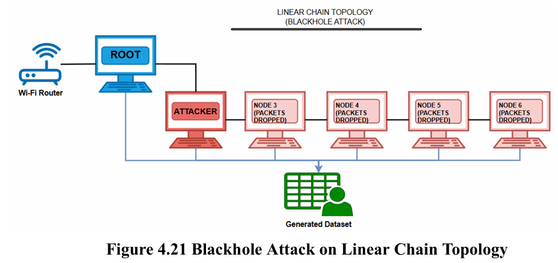 LINEAR CHAIN TOPOLOGY
(BLACKHOLE ATTACK)
ROOT
Wi-Fi Router
ATTACKER
NODE 3
(PACKETS
DROPPED)
NODE 4
(PACKETS
DROPPED)
NODE 5
(PACKETS
DROPPED)
NODE 6
(PACKETS
DROPPED)
Generated Dataset
Figure 4.21 Blackhole Attack on Linear Chain Topology